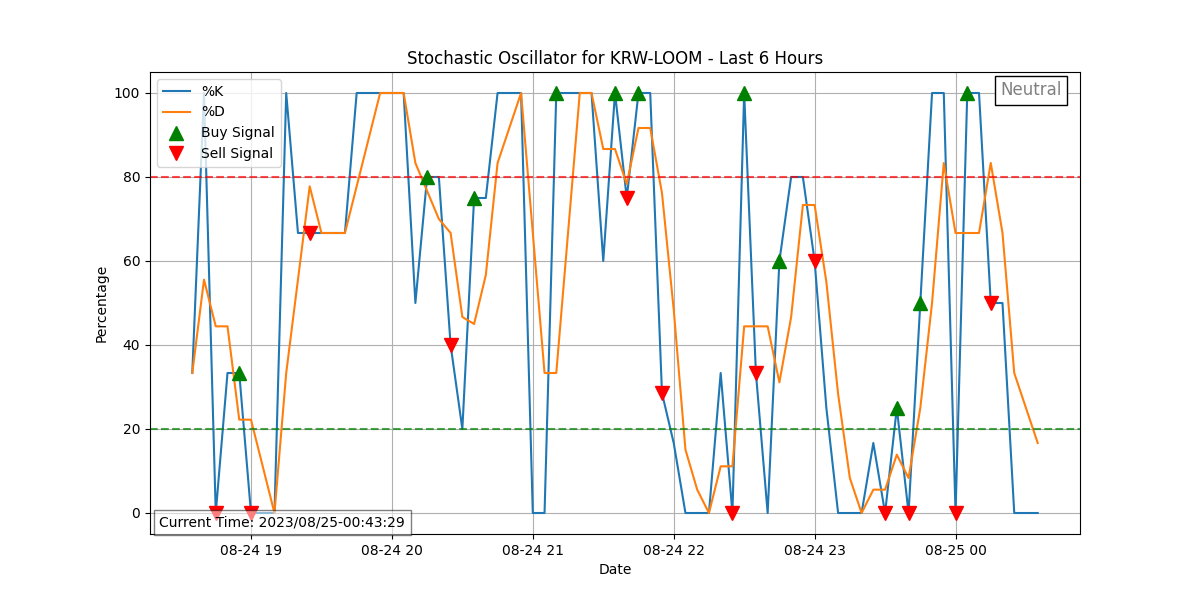 Stochastic Oscillator for KRW-LOOM - Last 6 Hours
%K
%D
Buy Signal
Sell Signal
Neutral
100
80
60
40
20
0
Percentage
Current Time: 2023/08/25-00:43:29
08-24 19
08-24 20
08-24 21
08-24 22
08-24 23
08-25 00
Date